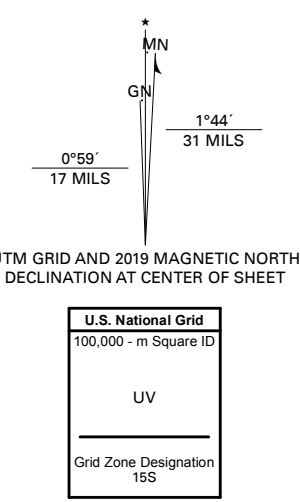 ★
MN
GN
1°44´
31 MILS
0°59´
17 MILS
UTM GRID AND 2019 MAGNETIC NORTH
DECLINATION AT CENTER OF SHEET
U.S. National Grid
100,000 - m Square ID
UV
Grid Zone Designation
15S